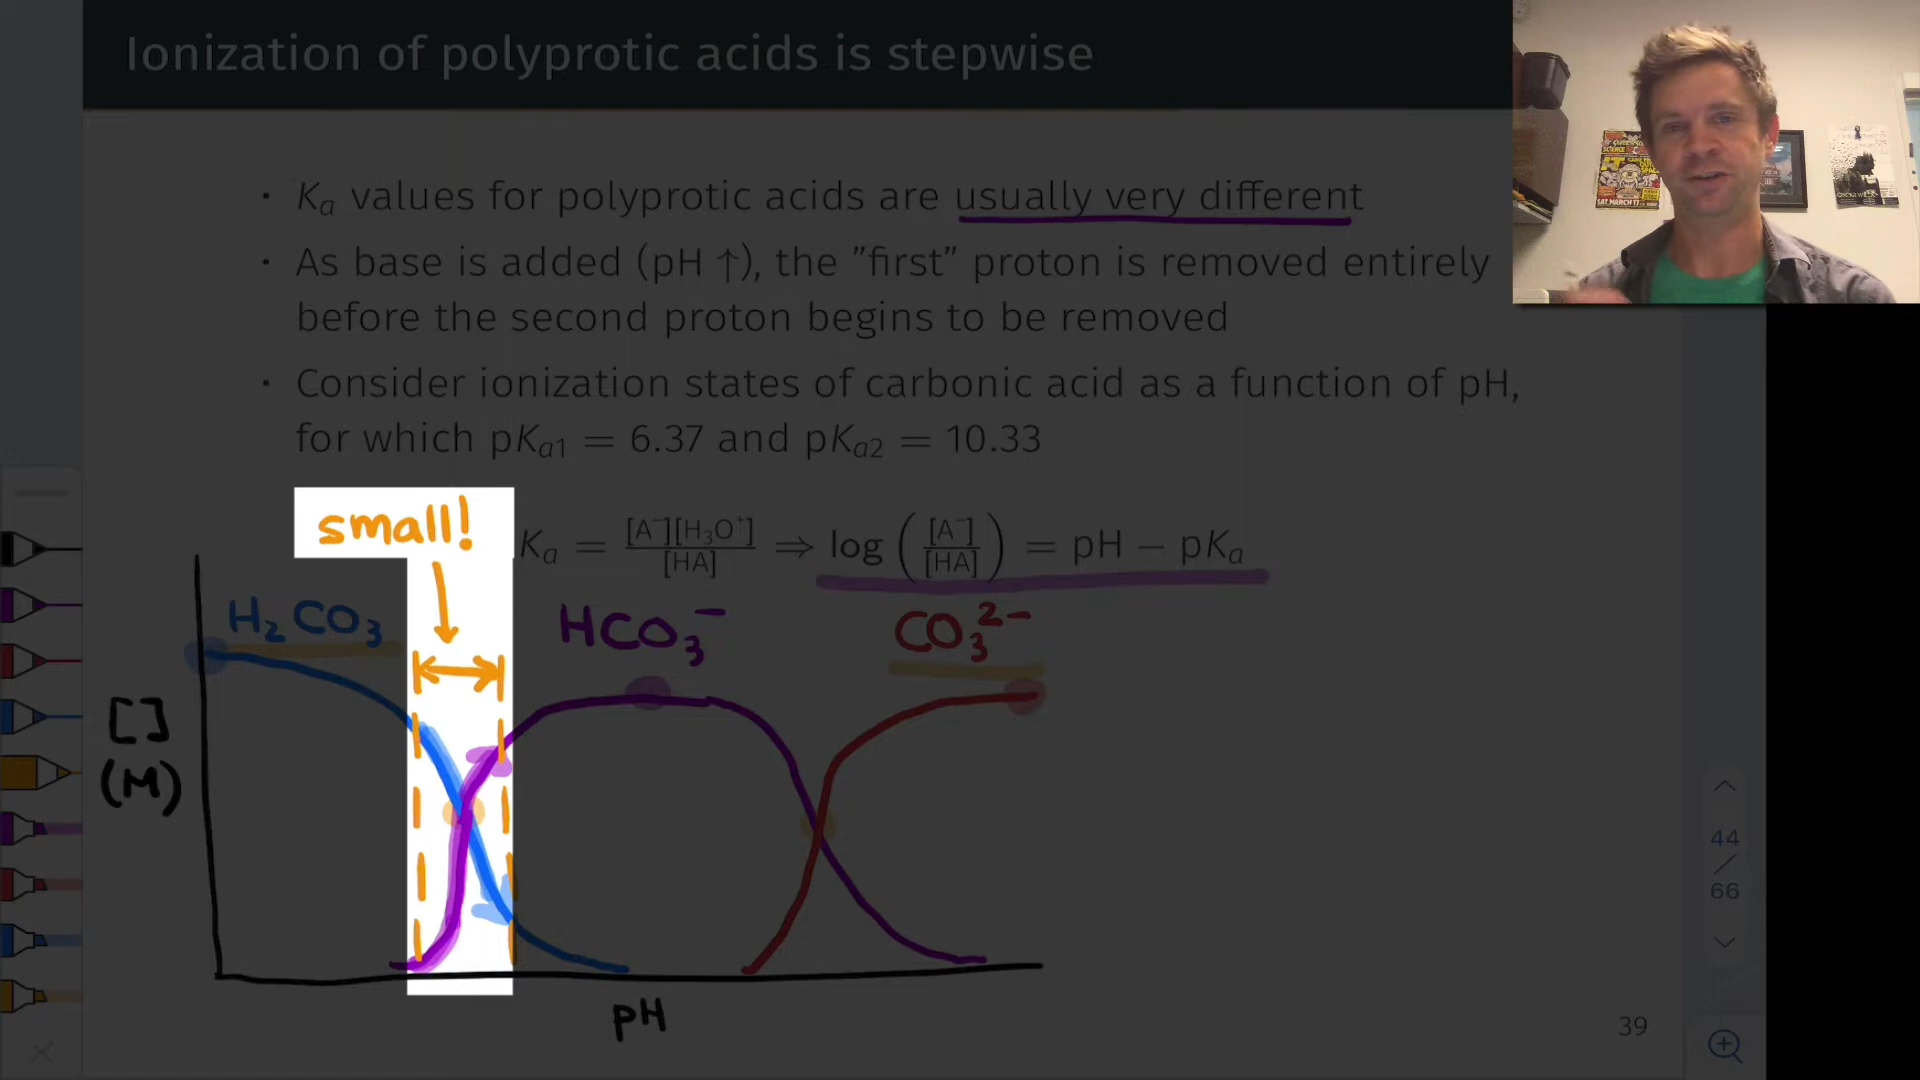 Ionization of polyprotic acids is stepwise
· Kₐ values for polyprotic acids are usually very different
· As base is added (pH ↑), the ”first” proton is removed entirely
before the second proton begins to be removed
· Consider ionization states of carbonic acid as a function of pH,
for which pKₐ₁ = 6.37 and pKₐ₂ = 10.33
small!
Kₐ = [A⁻][H₃O⁺]/[HA] ⇒ log ([A⁻]/[HA]) = pH − pKₐ
H₂CO₃ HCO₃⁻ CO₃²⁻
[ ]
(M)
pH
39
44
/
66
SAT. MARCH 17